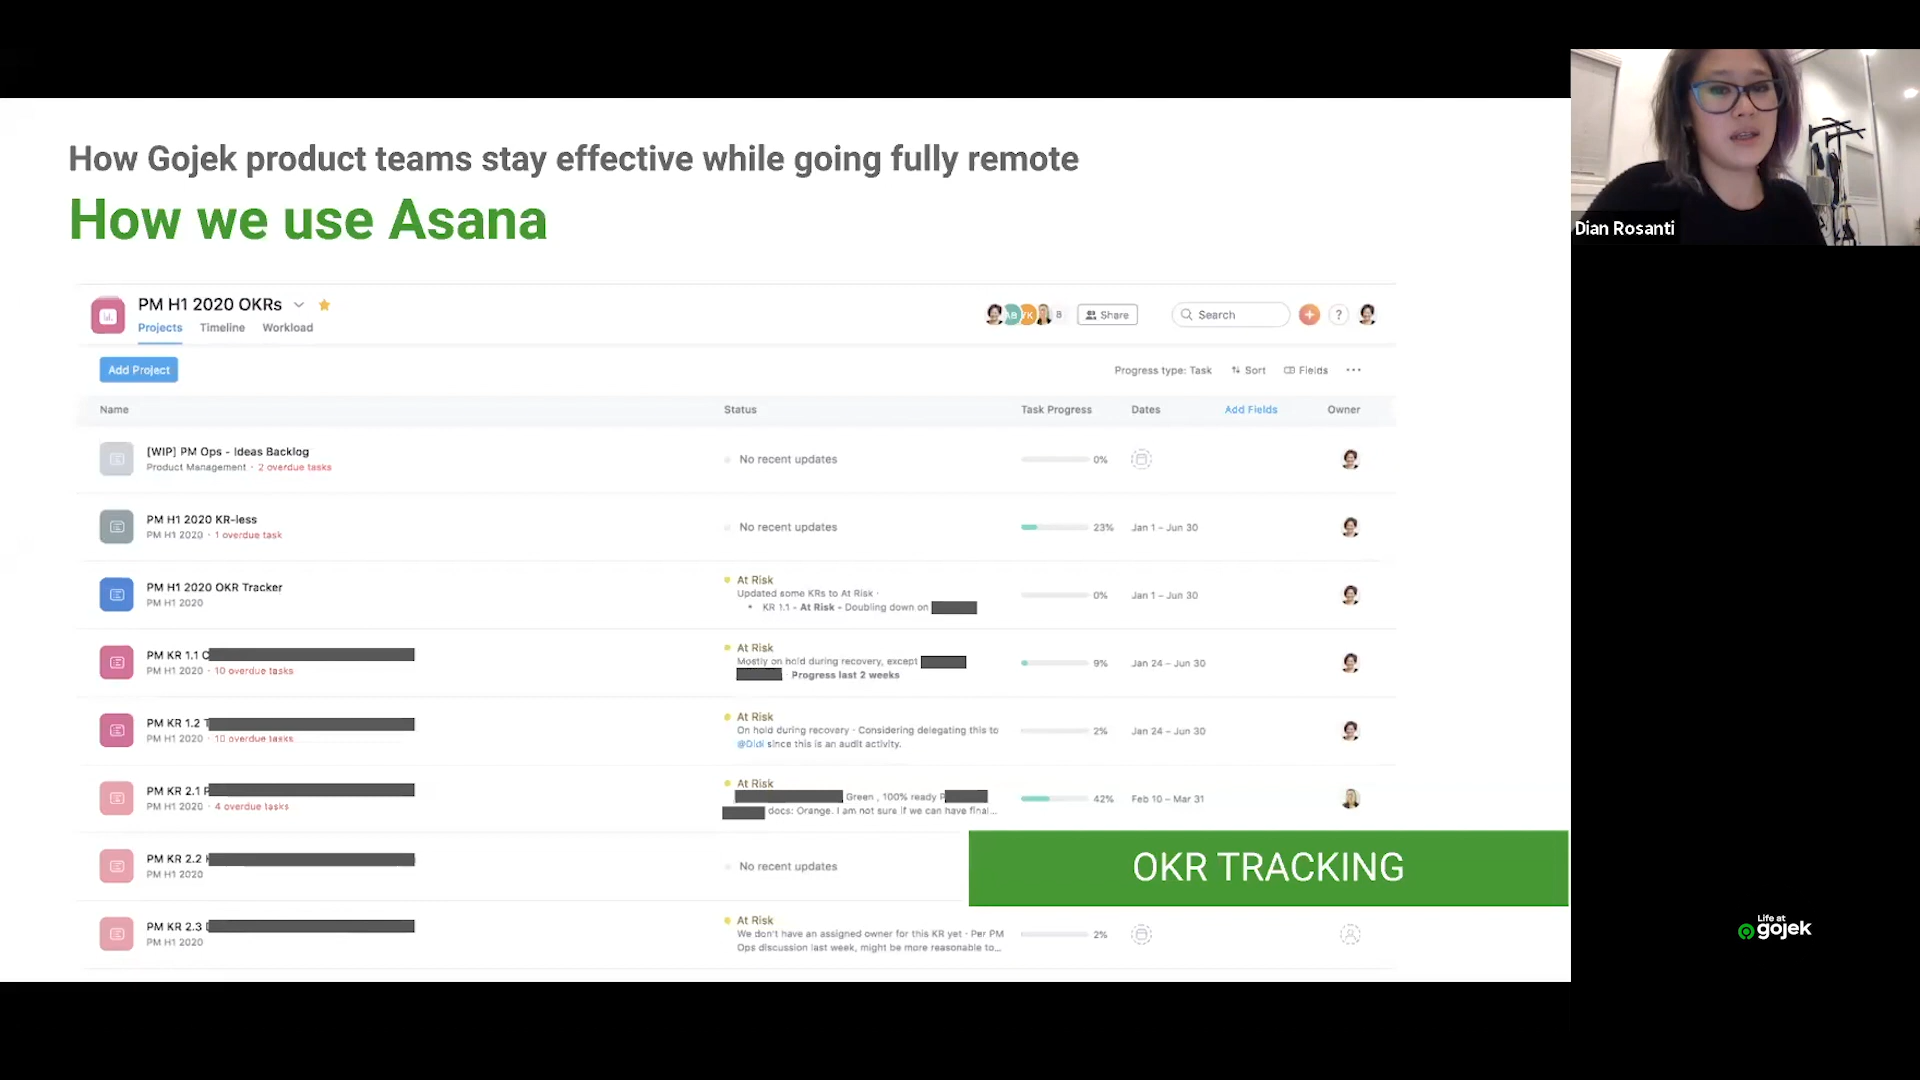 How Gojek product teams stay effective while going fully remote
How we use Asana
Dian Rosanti
PM H1 2020 OKRs
Projects Timeline Workload
8 Share Search + ?
Add Project
Progress type: Task Sort Fields ...
Name Status Task Progress Dates Add Fields Owner
[WIP] PM Ops - Ideas Backlog
Product Management · 2 overdue tasks
No recent updates 0%
PM H1 2020 KR-less
PM H1 2020 · 1 overdue task
No recent updates 23% Jan 1 – Jun 30
PM H1 2020 OKR Tracker
PM H1 2020
At Risk
Updated some KRs to At Risk ·
• KR 1.1 - At Risk - Doubling down on
0% Jan 1 – Jun 30
PM KR 1.1
PM H1 2020 · 10 overdue tasks
At Risk
Mostly on hold during recovery, except
· Progress last 2 weeks
9% Jan 24 – Jun 30
PM KR 1.2
PM H1 2020 · 10 overdue tasks
At Risk
On hold during recovery · Considering delegating this to
@Didi since this is an audit activity.
2% Jan 24 – Jun 30
PM KR 2.1
PM H1 2020 · 4 overdue tasks
At Risk
Green , 100% ready
docs: Orange. I am not sure if we can have final...
42% Feb 10 – Mar 31
PM KR 2.2
PM H1 2020
No recent updates
OKR TRACKING
PM KR 2.3
PM H1 2020
At Risk
We don't have an assigned owner for this KR yet · Per PM
Ops discussion last week, might be more reasonable to...
2%
Life at
gojek